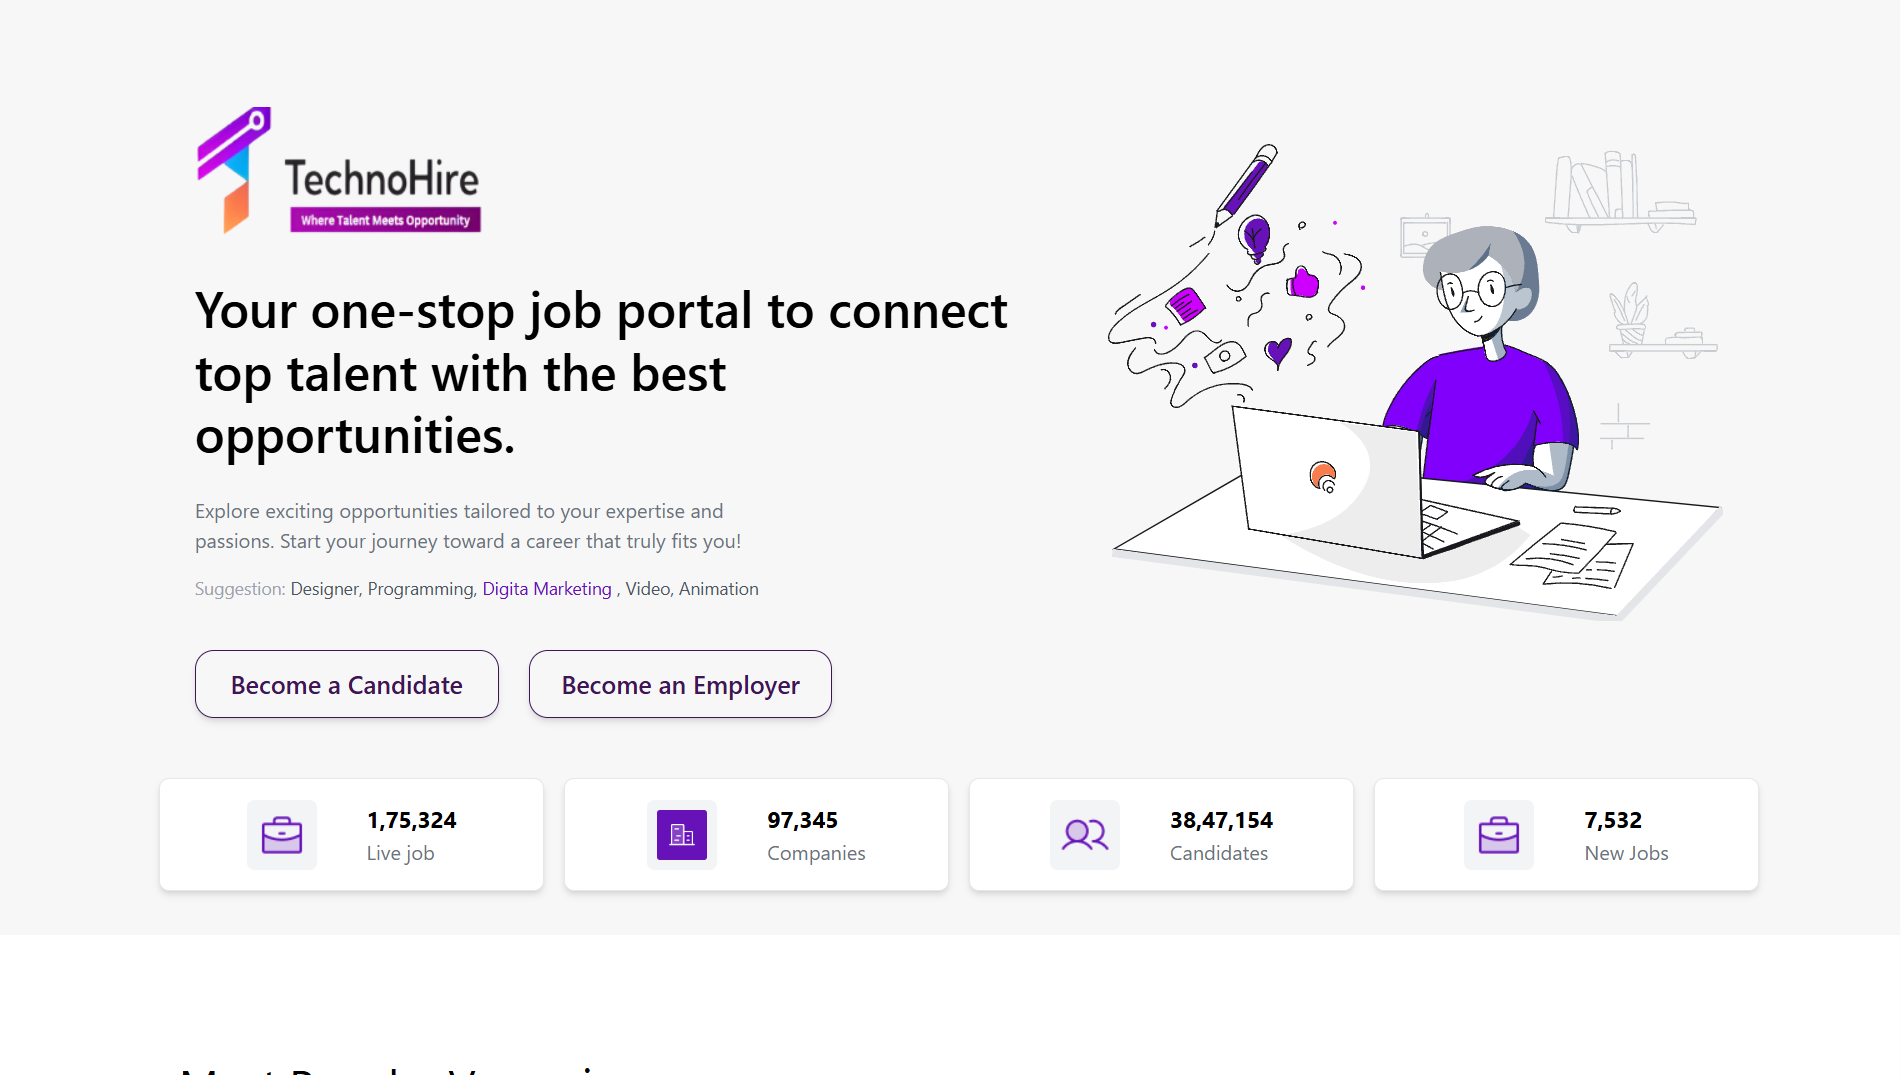 TechnoHire
Where Talent Meets Opportunity
Your one-stop job portal to connect
top talent with the best
opportunities.
Explore exciting opportunities tailored to your expertise and
passions. Start your journey toward a career that truly fits you!
Suggestion: Designer, Programming, Digita Marketing , Video, Animation
Become a Candidate
Become an Employer
1,75,324
Live job
97,345
Companies
38,47,154
Candidates
7,532
New Jobs